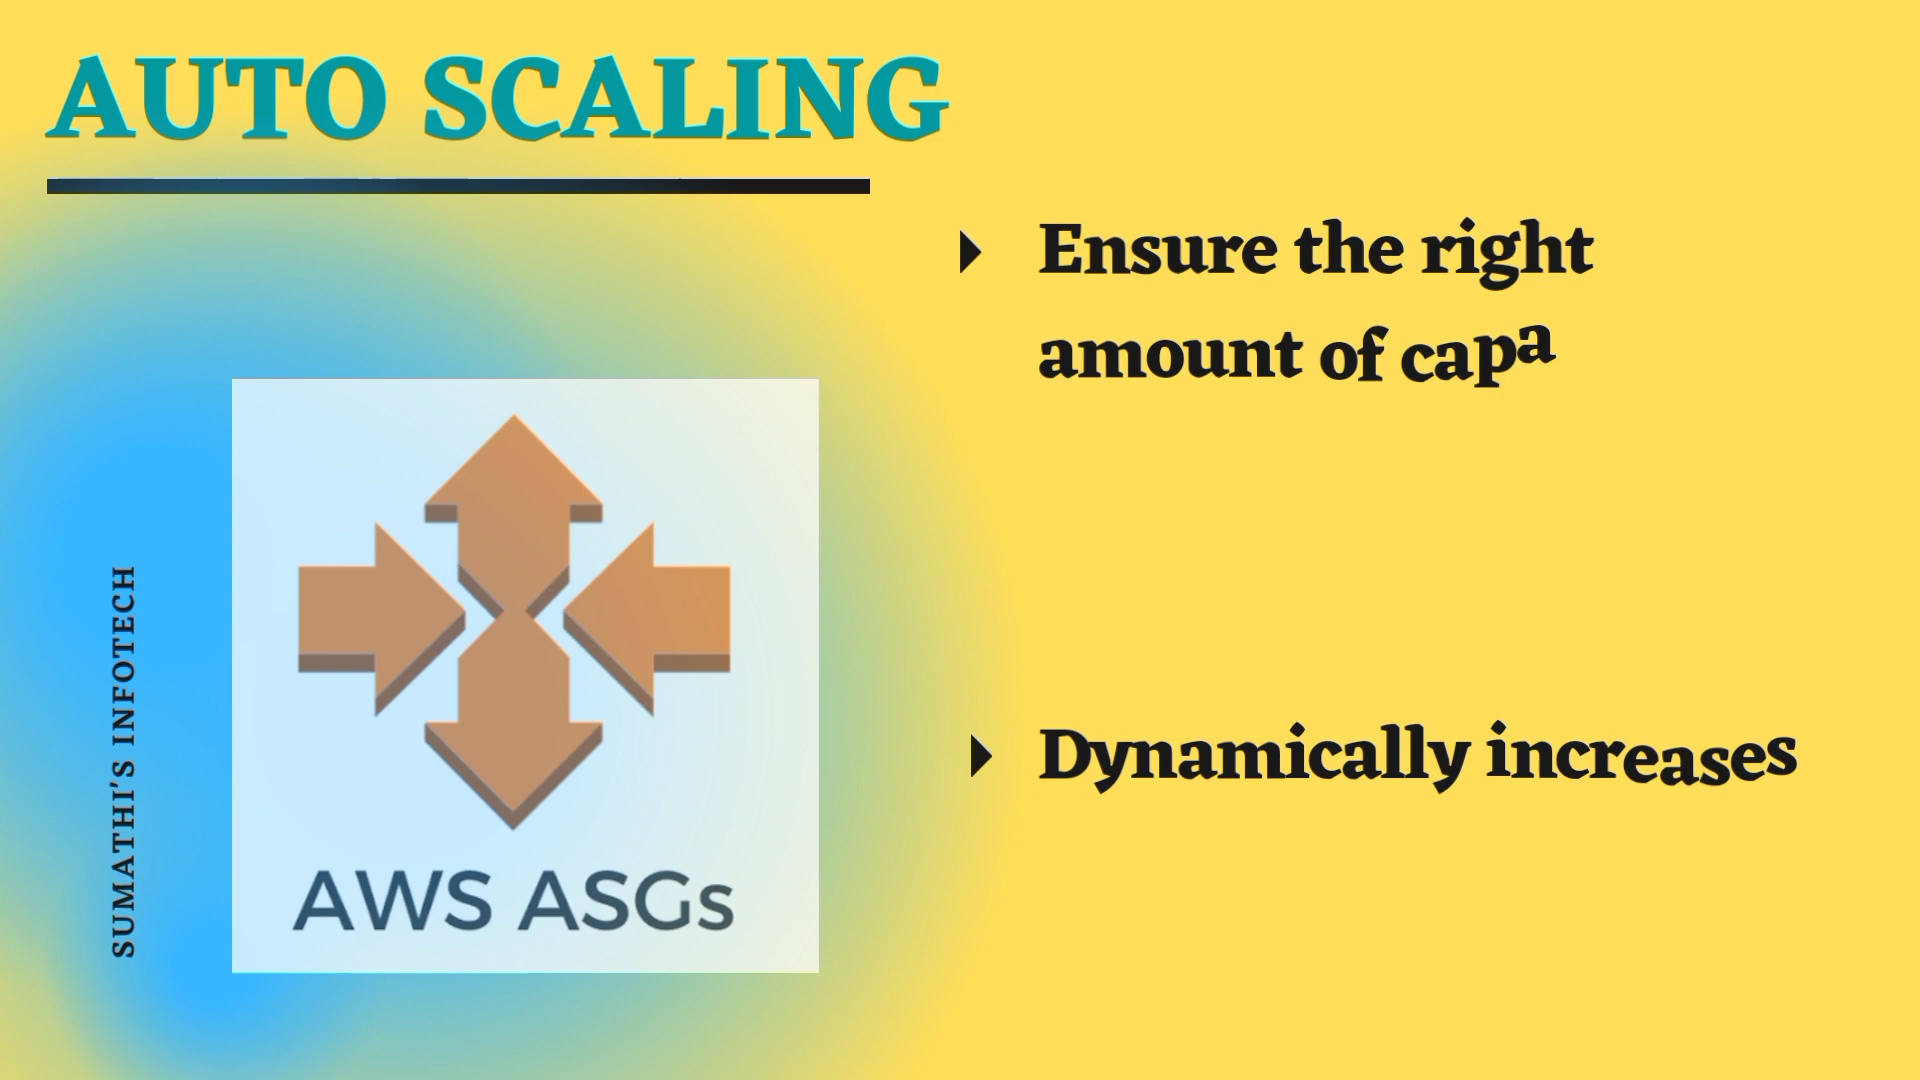 AUTO SCALING
Ensure the right
amount of capa
Dynamically increases
AWS ASGs
SUMATHI'S INFOTECH